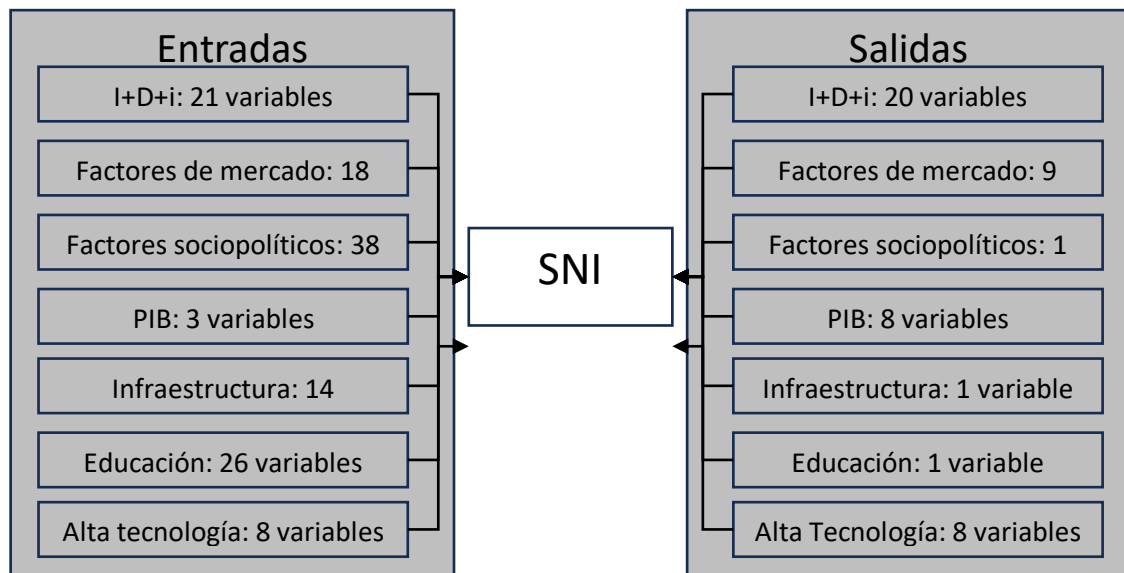 Entradas
I+D+i: 21 variables
Factores de mercado: 18
Factores sociopolíticos: 38
PIB: 3 variables
Infraestructura: 14
Educación: 26 variables
Alta tecnología: 8 variables
SNI
Salidas
I+D+i: 20 variables
Factores de mercado: 9
Factores sociopolíticos: 1
PIB: 8 variables
Infraestructura: 1 variable
Educación: 1 variable
Alta Tecnología: 8 variables